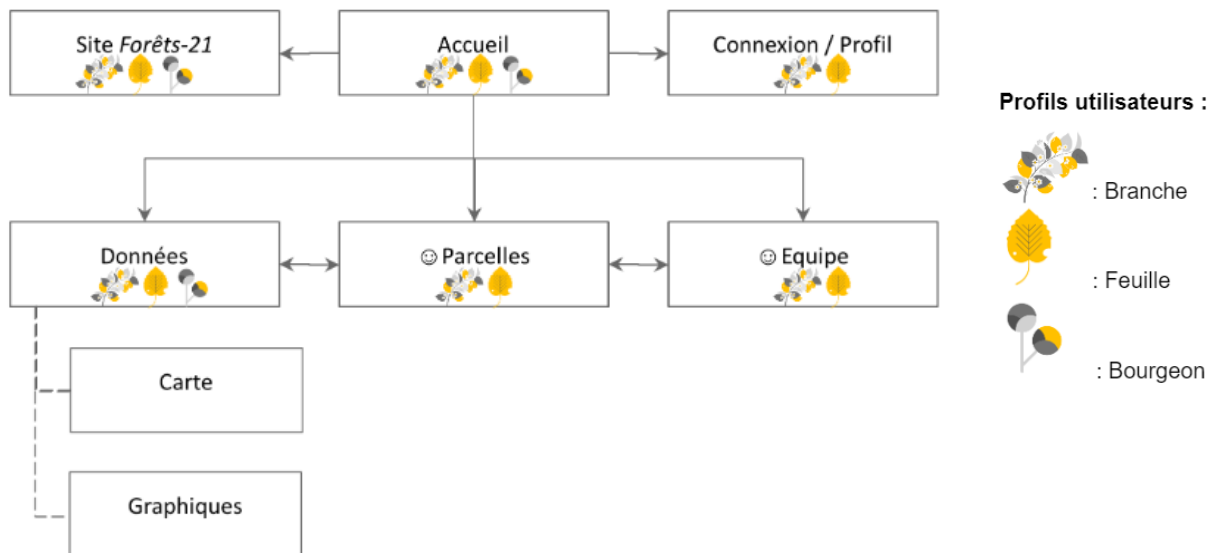 Site Forêts-21
Accueil
Connexion / Profil
Profils utilisateurs :
: Branche
: Feuille
: Bourgeon
Données
☺ Parcelles
☺ Equipe
Carte
Graphiques